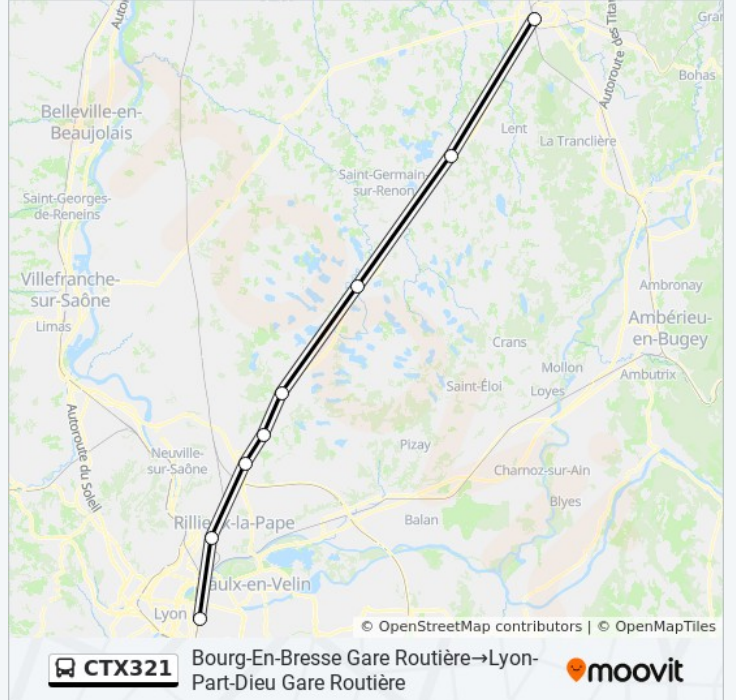 Auto
Autoroute des Tita
Gra
Bohas
Belleville-en-
Beaujolais
Lent
La Tranclière
Saint-Germain-
sur-Renon
Saint-Georges-
de-Reneins
Villefranche-
sur-Saône
Ambronay
Limas
Ambérieu-
en-Bugey
Crans
Mollon
Ambutrix
Saint-Éloi
Loyes
Autoroute du Soleil
Pizay
Neuville-
sur-Saône
Charnoz-sur-Ain
Blyes
Rillieux-la-Pape
Balan
aulx-en-Velin
Lyon
© OpenStreetMap contributors | © OpenMapTiles
CTX321
Bourg-En-Bresse Gare Routière→Lyon-
Part-Dieu Gare Routière
moovit